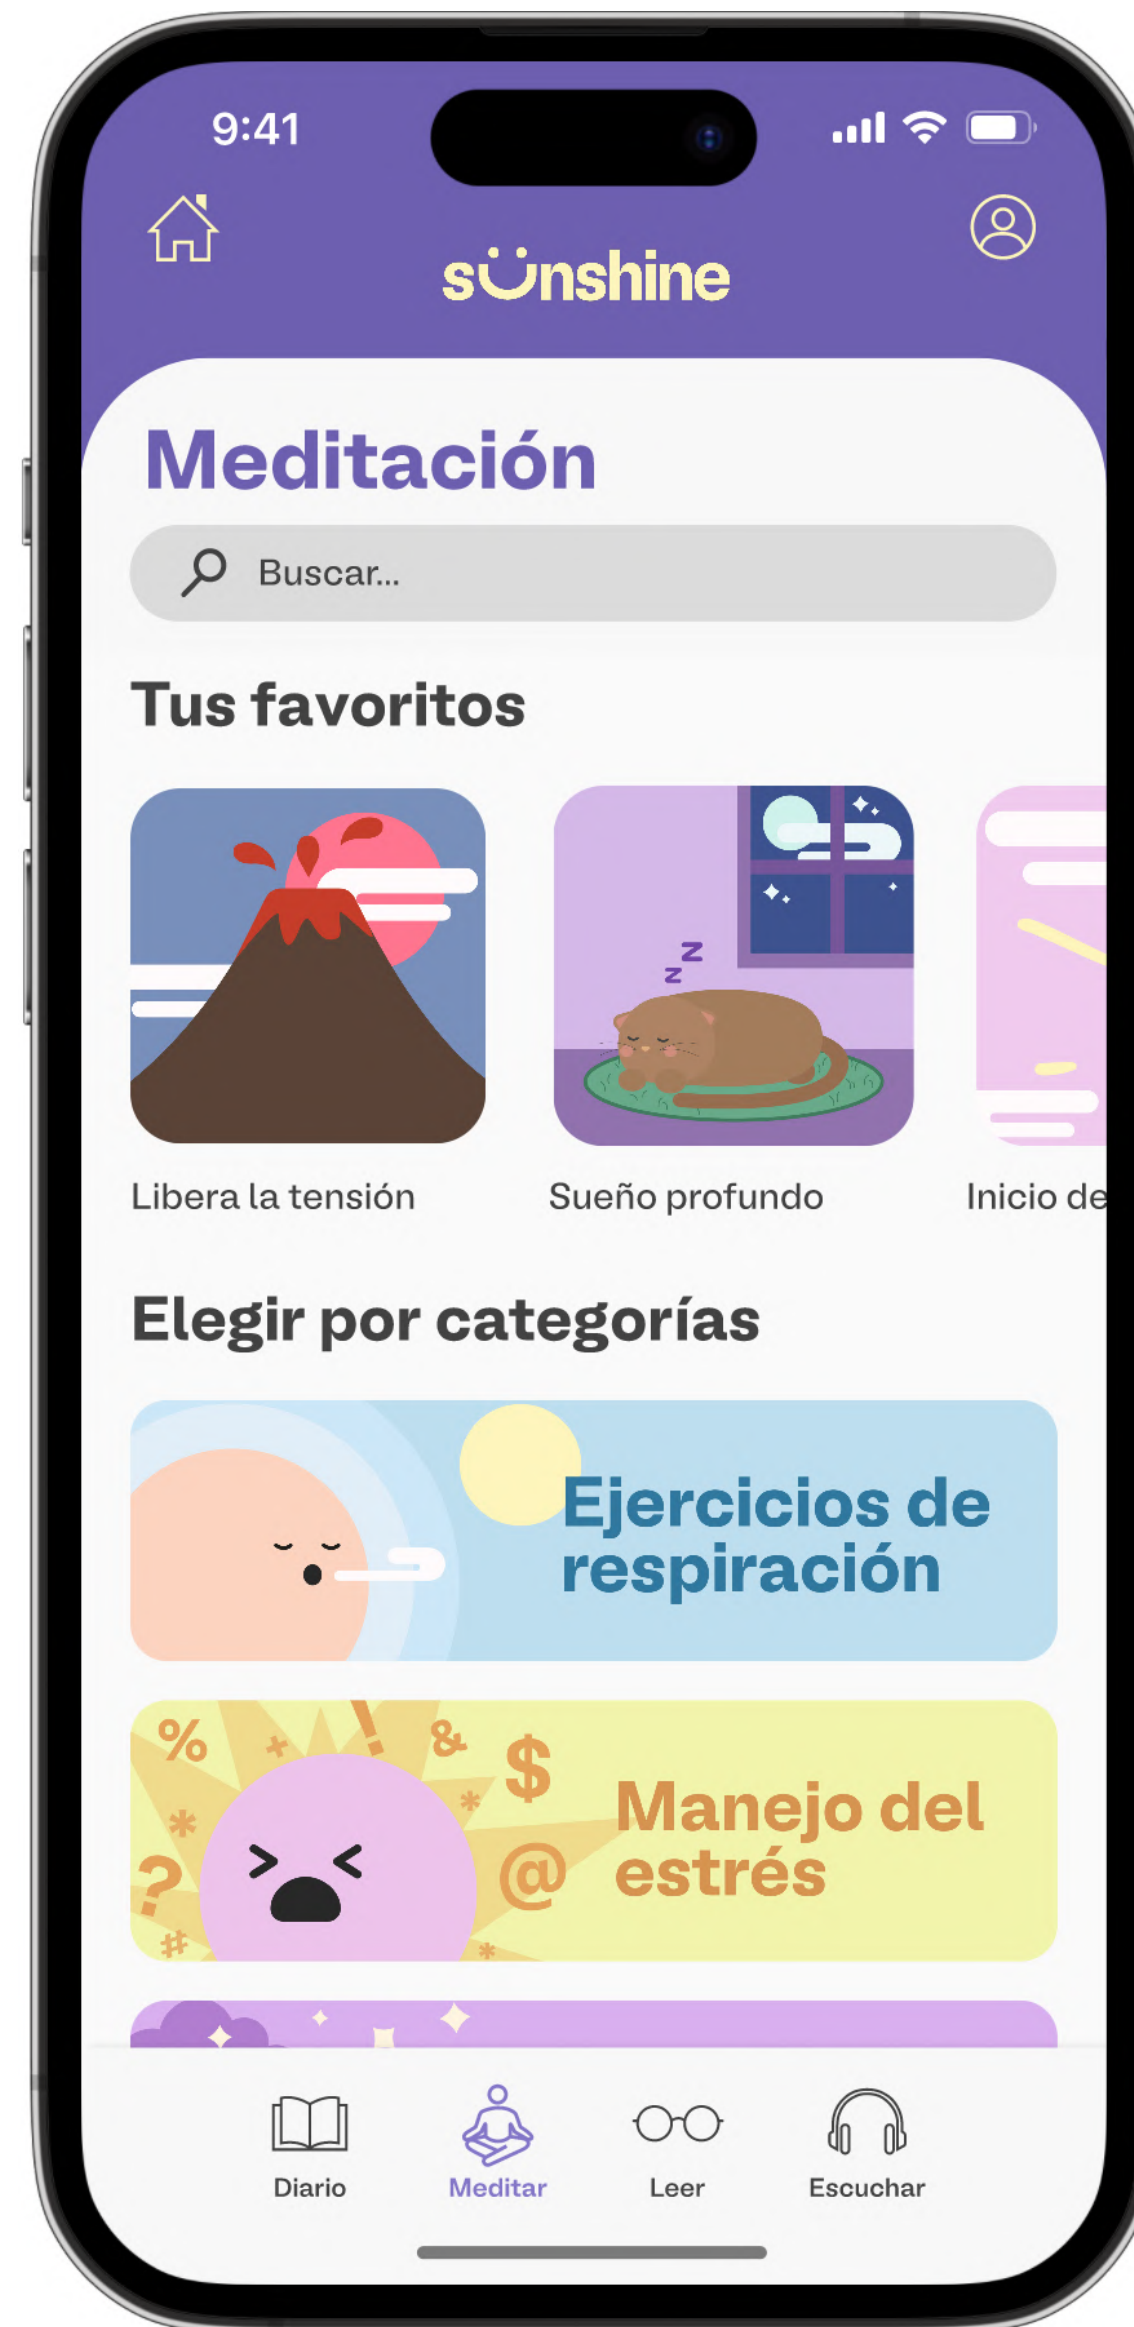 9:41
sünshine
Meditación
Buscar...
Tus favoritos
z z
Libera la tensión
Sueño profundo
Inicio de
Elegir por categorías
Ejercicios de
respiración
% + ! & $
* * @
? # *
Manejo del
estrés
Diario
Meditar
Leer
Escuchar